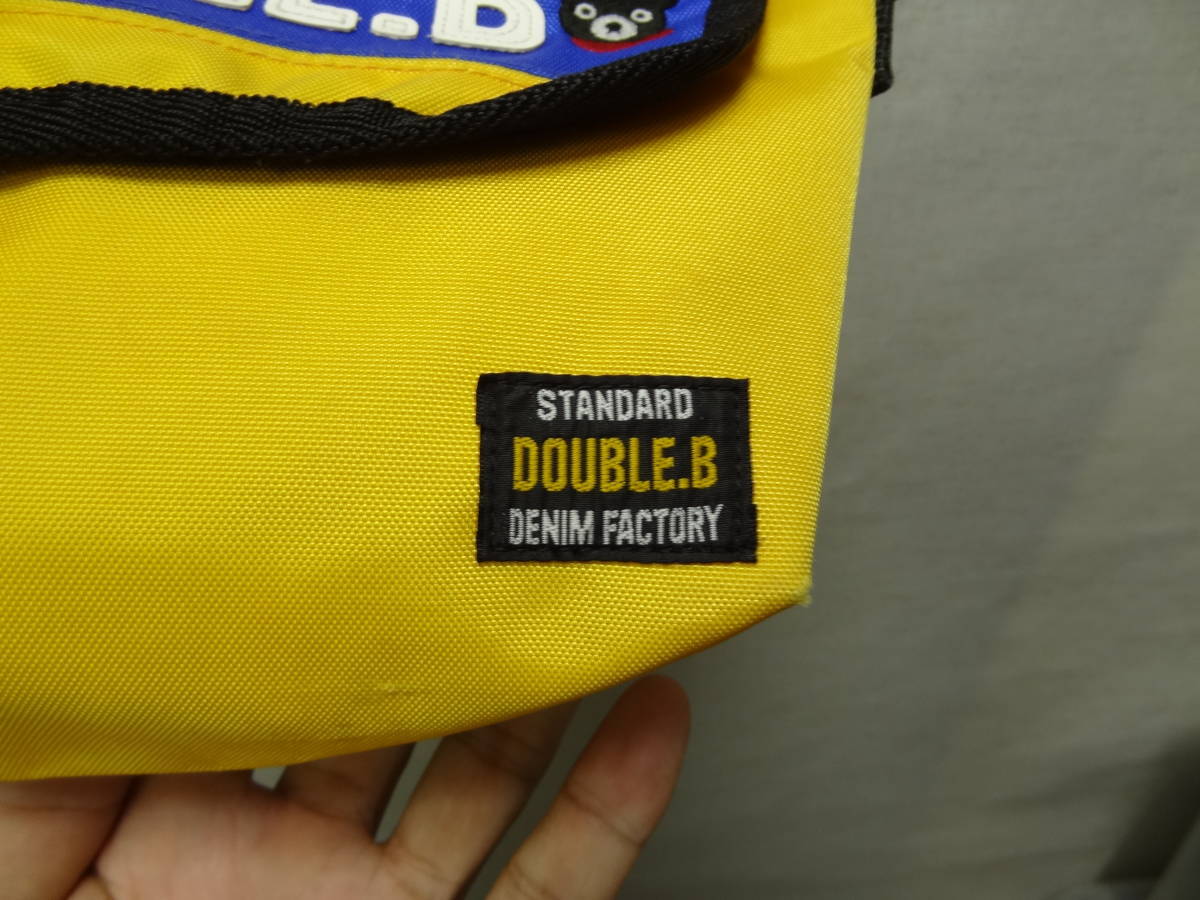 .B
STANDARD
DOUBLE.B
DENIM FACTORY